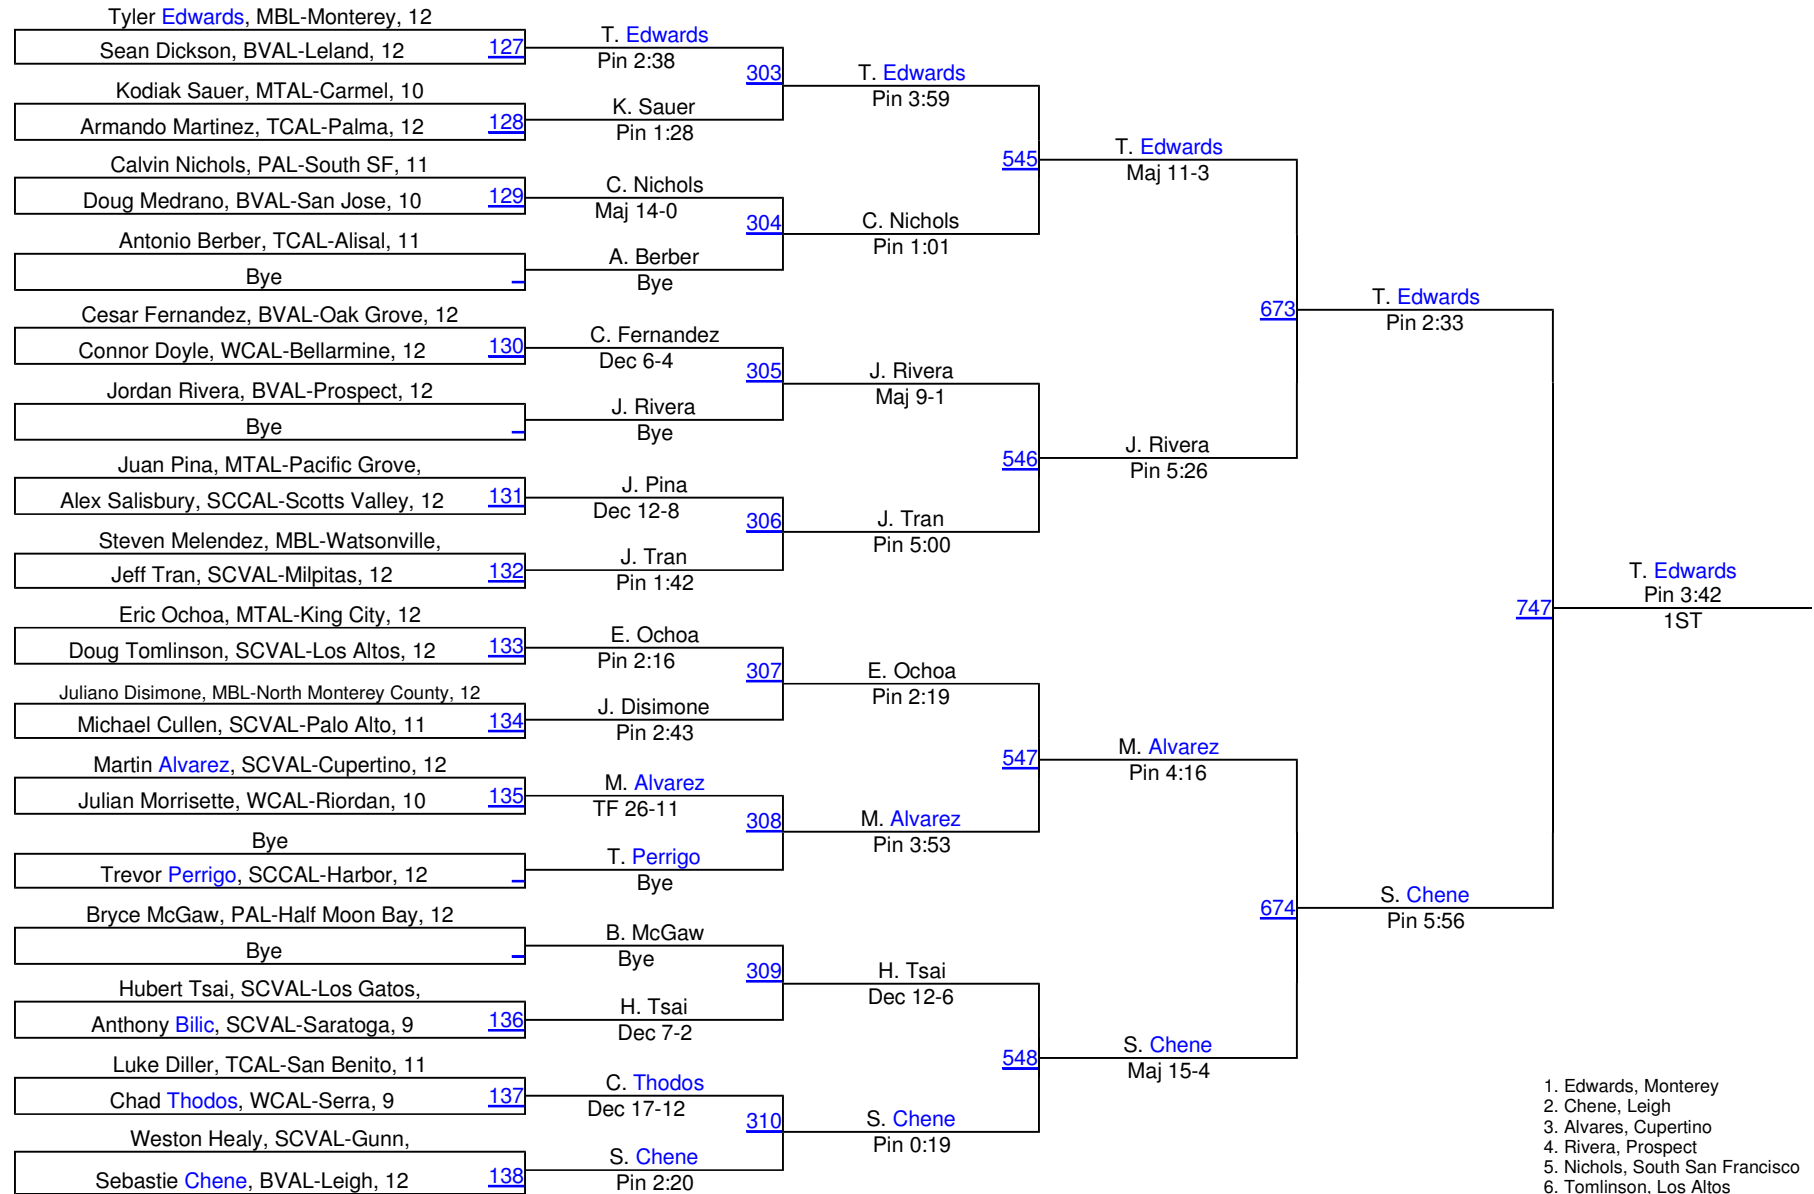 Tyler Edwards, MBL-Monterey, 12
Sean Dickson, BVAL-Leland, 12
127
Kodiak Sauer, MTAL-Carmel, 10
Armando Martinez, TCAL-Palma, 12
128
Calvin Nichols, PAL-South SF, 11
Doug Medrano, BVAL-San Jose, 10
129
Antonio Berber, TCAL-Alisal, 11
Bye
Cesar Fernandez, BVAL-Oak Grove, 12
Connor Doyle, WCAL-Bellarmine, 12
130
Jordan Rivera, BVAL-Prospect, 12
Bye
Juan Pina, MTAL-Pacific Grove,
Alex Salisbury, SCCAL-Scotts Valley, 12
131
Steven Melendez, MBL-Watsonville,
Jeff Tran, SCVAL-Milpitas, 12
132
Eric Ochoa, MTAL-King City, 12
Doug Tomlinson, SCVAL-Los Altos, 12
133
Juliano Disimone, MBL-North Monterey County, 12
Michael Cullen, SCVAL-Palo Alto, 11
134
Martin Alvarez, SCVAL-Cupertino, 12
Julian Morrisette, WCAL-Riordan, 10
135
Bye
Trevor Perrigo, SCCAL-Harbor, 12
Bryce McGaw, PAL-Half Moon Bay, 12
Bye
Hubert Tsai, SCVAL-Los Gatos,
Anthony Bilic, SCVAL-Saratoga, 9
136
Luke Diller, TCAL-San Benito, 11
Chad Thodos, WCAL-Serra, 9
137
Weston Healy, SCVAL-Gunn,
Sebastie Chene, BVAL-Leigh, 12
138
T. Edwards
Pin 2:38
303
K. Sauer
Pin 1:28
C. Nichols
Maj 14-0
304
A. Berber
Bye
C. Fernandez
Dec 6-4
305
J. Rivera
Bye
J. Pina
Dec 12-8
306
J. Tran
Pin 1:42
E. Ochoa
Pin 2:16
307
J. Disimone
Pin 2:43
M. Alvarez
TF 26-11
308
T. Perrigo
Bye
B. McGaw
Bye
309
H. Tsai
Dec 7-2
C. Thodos
Dec 17-12
310
S. Chene
Pin 2:20
T. Edwards
Pin 3:59
545
C. Nichols
Pin 1:01
J. Rivera
Maj 9-1
546
J. Tran
Pin 5:00
E. Ochoa
Pin 2:19
547
M. Alvarez
Pin 3:53
H. Tsai
Dec 12-6
548
S. Chene
Pin 0:19
T. Edwards
Maj 11-3
673
J. Rivera
Pin 5:26
M. Alvarez
Pin 4:16
674
S. Chene
Maj 15-4
T. Edwards
Pin 2:33
747
S. Chene
Pin 5:56
T. Edwards
Pin 3:42
1ST
1. Edwards, Monterey
2. Chene, Leigh
3. Alvares, Cupertino
4. Rivera, Prospect
5. Nichols, South San Francisco
6. Tomlinson, Los Altos